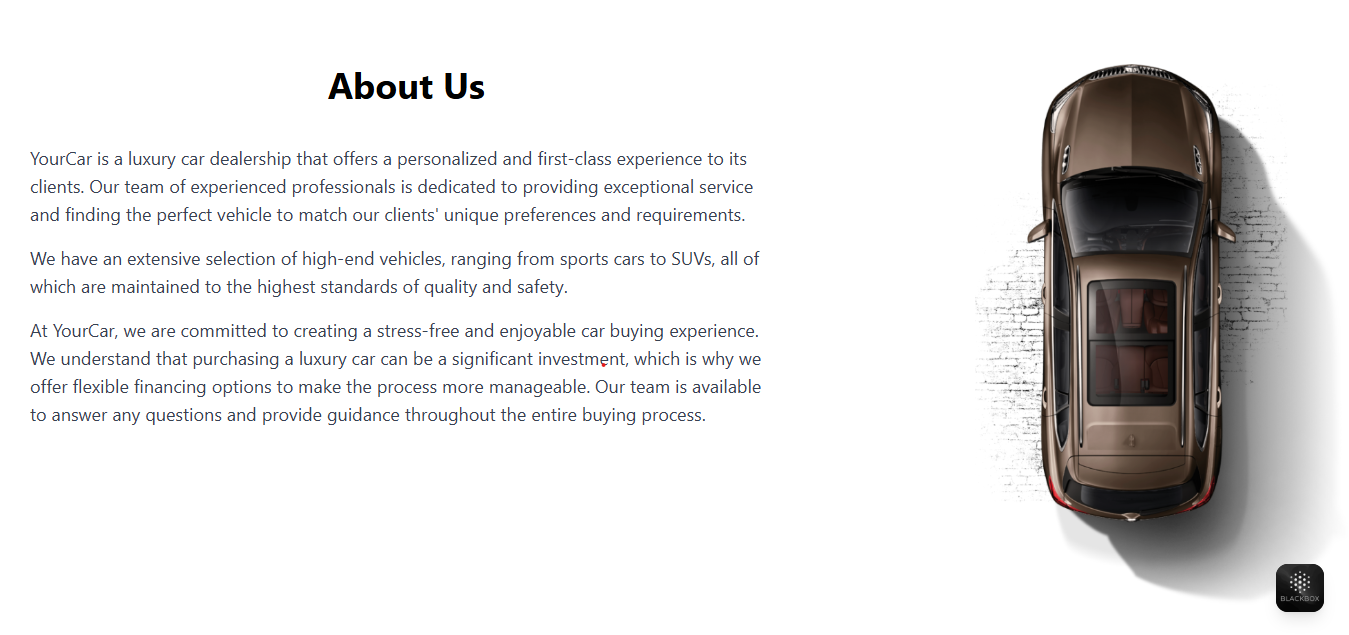 About Us
YourCar is a luxury car dealership that offers a personalized and first-class experience to its
clients. Our team of experienced professionals is dedicated to providing exceptional service
and finding the perfect vehicle to match our clients' unique preferences and requirements.
We have an extensive selection of high-end vehicles, ranging from sports cars to SUVs, all of
which are maintained to the highest standards of quality and safety.
At YourCar, we are committed to creating a stress-free and enjoyable car buying experience.
We understand that purchasing a luxury car can be a significant investment, which is why we
offer flexible financing options to make the process more manageable. Our team is available
to answer any questions and provide guidance throughout the entire buying process.
BLACKBOX